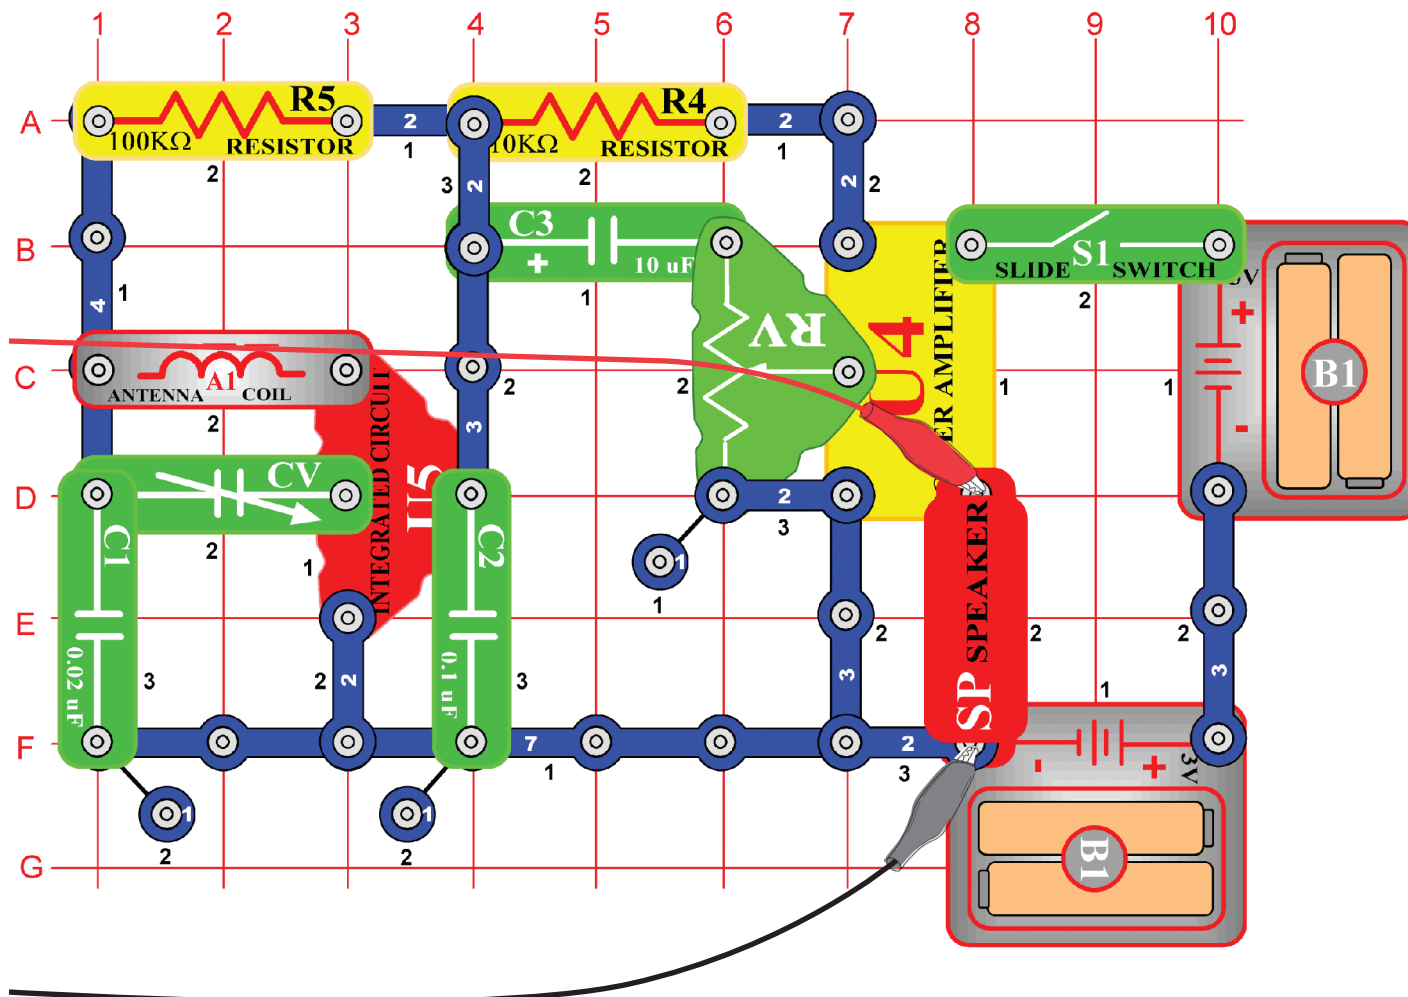 1 2 3 4 5 6 7 8 9 10
A
R5
100KΩ
RESISTOR
2
2
1
R4
10KΩ
RESISTOR
2
2
1
3
2
2
2
B
C3
+
10 uF
1
S1
SLIDE SWITCH
2
3V
+
-
B1
1
4
1
C
A1
ANTENNA COIL
2
INTEGRATED CIRCUIT
U5
1
2
3
RV
2
U4
ER AMPLIFIER
1
D
CV
2
C1
0.02 uF
3
C2
0.1 uF
3
2
3
1
1
E
2
2
2
3
SP SPEAKER
2
2
3
F
7
1
2
3
1
-
+
3V
B1
1
2
1
2
G